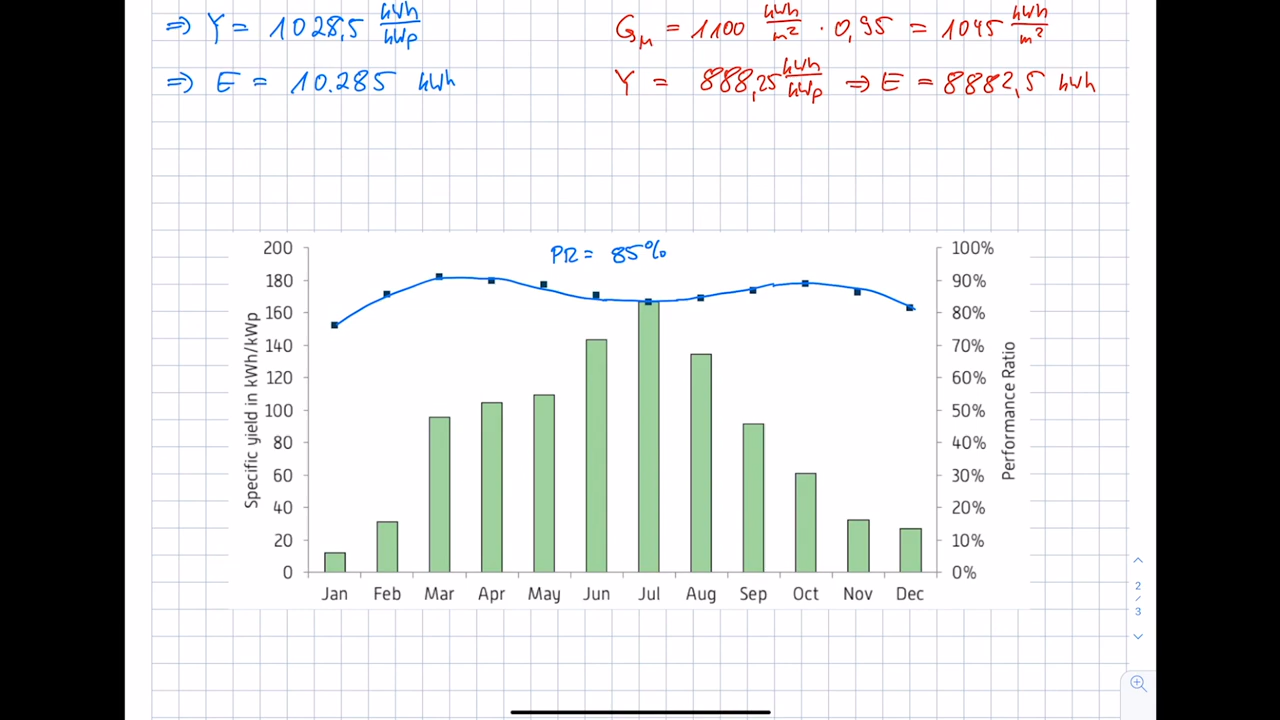 ⇒ Y = 1028,5 kWh/kWp
G_M = 1100 kWh/m² · 0,95 = 1045 kWh/m²
⇒ E = 10.285 kWh
Y = 888,25 kWh/kWp ⇒ E = 8882,5 kWh
PR = 85%
200 180 160 140 120 100 80 60 40 20 0
Specific yield in kWh/kWp
100% 90% 80% 70% 60% 50% 40% 30% 20% 10% 0%
Performance Ratio
Jan Feb Mar Apr May Jun Jul Aug Sep Oct Nov Dec
2
/
3